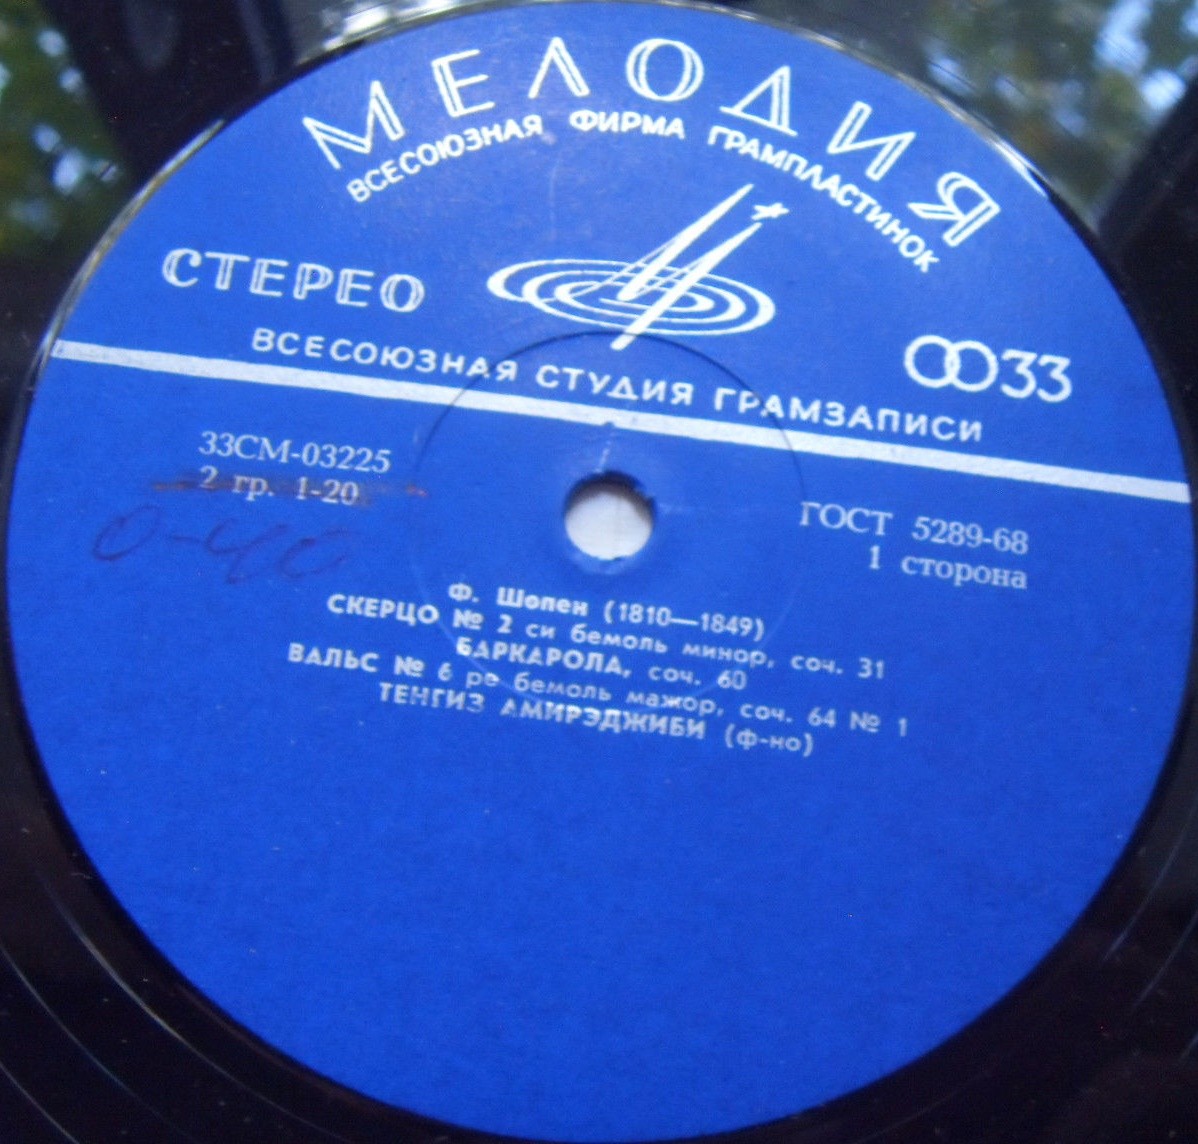 МЕЛОДИЯ
ВСЕСОЮЗНАЯ ФИРМА ГРАМПЛАСТИНОК
СТЕРЕО
33
ВСЕСОЮЗНАЯ СТУДИЯ ГРАМЗАПИСИ
33СМ-03225
2 гр. 1-20
0-40
ГОСТ 5289-68
1 сторона
Ф. Шопен (1810—1849)
СКЕРЦО № 2 си бемоль минор, соч. 31
БАРКАРОЛА, соч. 60
ВАЛЬС № 6 ре бемоль мажор, соч. 64 № 1
ТЕНГИЗ АМИРЭДЖИБИ (ф-но)